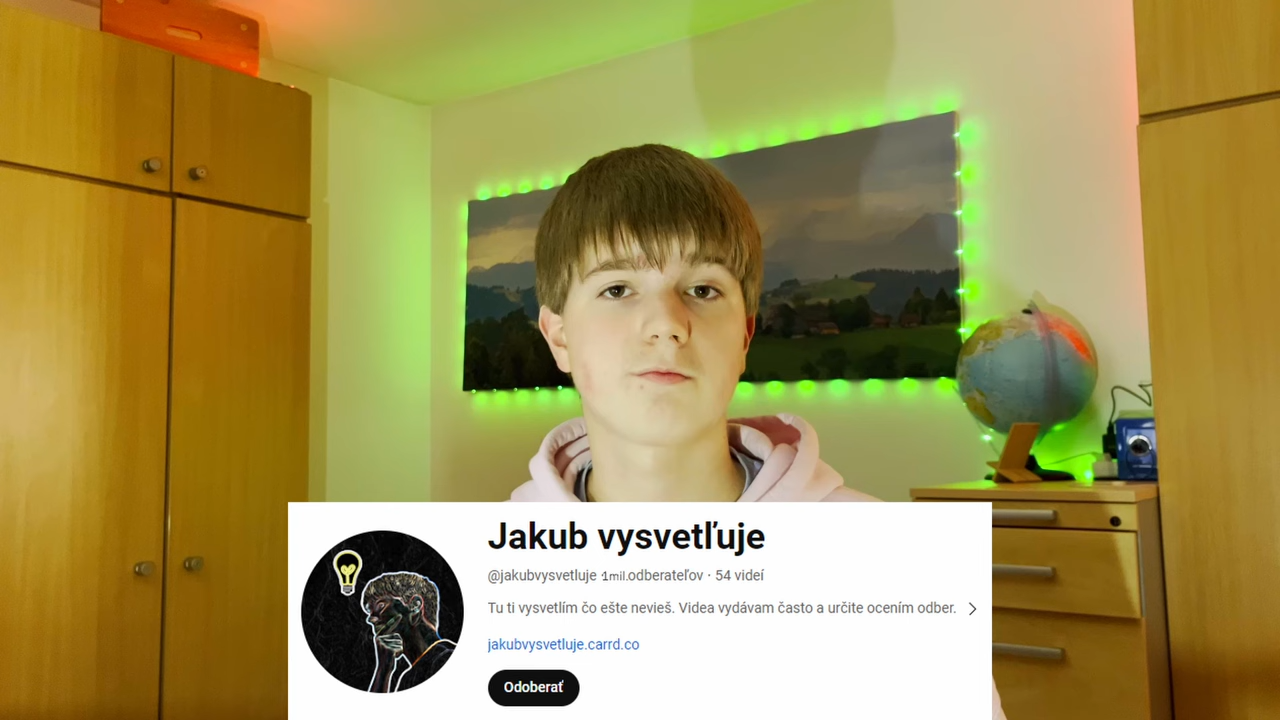 Jakub vysvetľuje
@jakubvysvetluje 1mil.odberateľov · 54 videí
Tu ti vysvetlím čo ešte nevieš. Videa vydávam často a určite ocením odber.
jakubvysvetluje.carrd.co
Odoberať